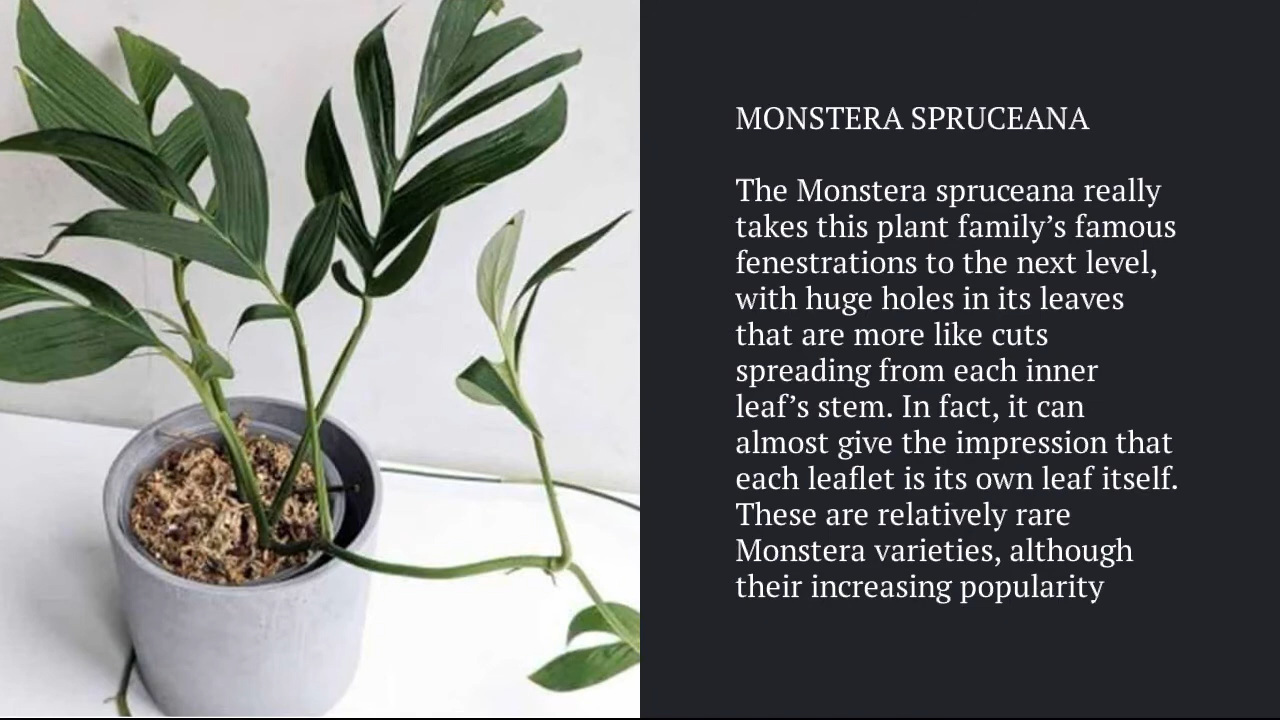 MONSTERA SPRUCEANA
The Monstera spruceana really
takes this plant family’s famous
fenestrations to the next level,
with huge holes in its leaves
that are more like cuts
spreading from each inner
leaf’s stem. In fact, it can
almost give the impression that
each leaflet is its own leaf itself.
These are relatively rare
Monstera varieties, although
their increasing popularity